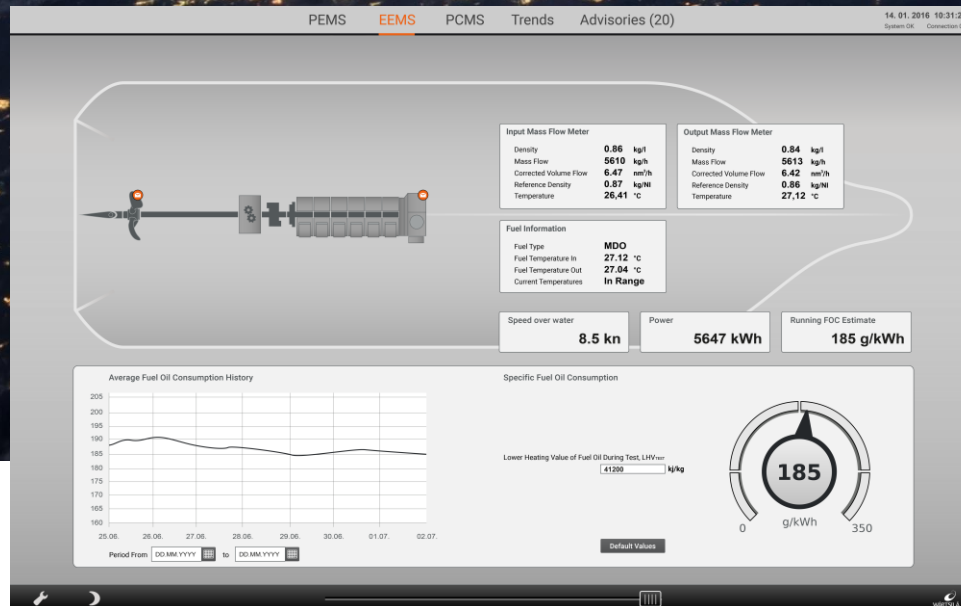 PEMS EEMS PCMS Trends Advisories (20)
14. 01. 2016 10:31:2
System OK Connection
Input Mass Flow Meter
Density 0.86 kg/l
Mass Flow 5610 kg/h
Corrected Volume Flow 6.47 nm³/h
Reference Density 0.87 kg/Nl
Temperature 26,41 °C
Output Mass Flow Meter
Density 0.84 kg/l
Mass Flow 5613 kg/h
Corrected Volume Flow 6.42 nm³/h
Reference Density 0.86 kg/Nl
Temperature 27,12 °C
Fuel Information
Fuel Type MDO
Fuel Temperature In 27.12 °C
Fuel Temperature Out 27.04 °C
Current Temperatures In Range
Speed over water
8.5 kn
Power
5647 kWh
Running FOC Estimate
185 g/kWh
Average Fuel Oil Consumption History
205
200
195
190
185
180
175
170
165
160
25.06. 26.06. 27.06. 28.06. 29.06. 30.06. 01.07. 02.07.
Period From DD.MM.YYYY to DD.MM.YYYY
Specific Fuel Oil Consumption
Lower Heating Value of Fuel Oil During Test, LHVTEST
41200 kj/kg
Default Values
185
g/kWh
0 350
WÄRTSILÄ